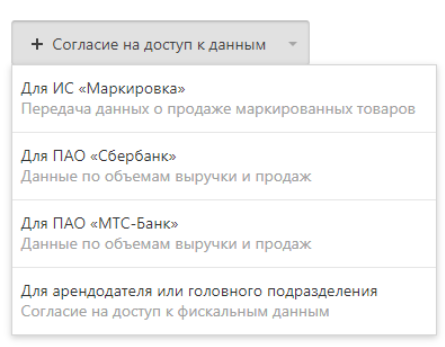 + Согласие на доступ к данным
Для ИС «Маркировка»
Передача данных о продаже маркированных товаров
Для ПАО «Сбербанк»
Данные по объемам выручки и продаж
Для ПАО «МТС-Банк»
Данные по объемам выручки и продаж
Для арендодателя или головного подразделения
Согласие на доступ к фискальным данным